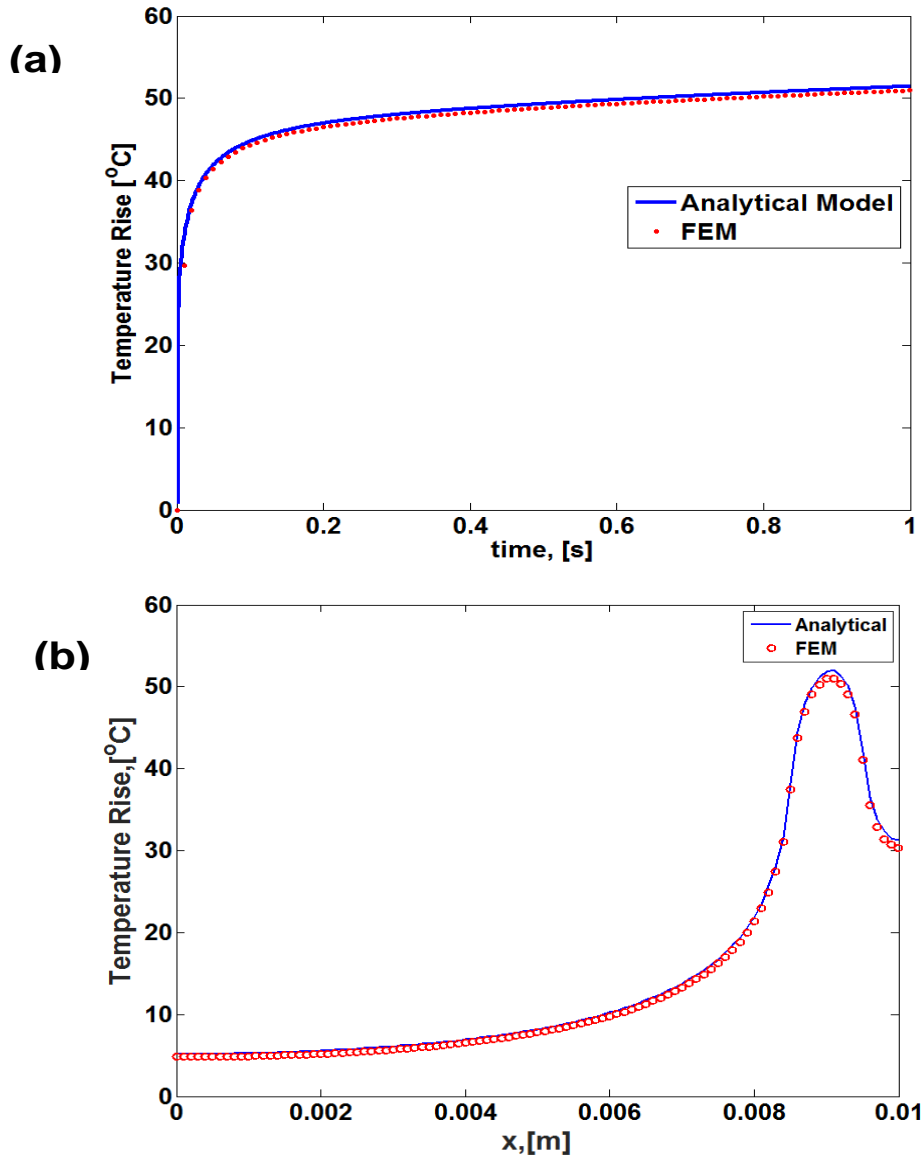 (a)
60
50
40
30
20
10
0
Temperature Rise [°C]
Analytical Model
FEM
0 0.2 0.4 0.6 0.8 1
time, [s]
(b)
60
50
40
30
20
10
0
Temperature Rise,[°C]
Analytical
FEM
0 0.002 0.004 0.006 0.008 0.01
x,[m]